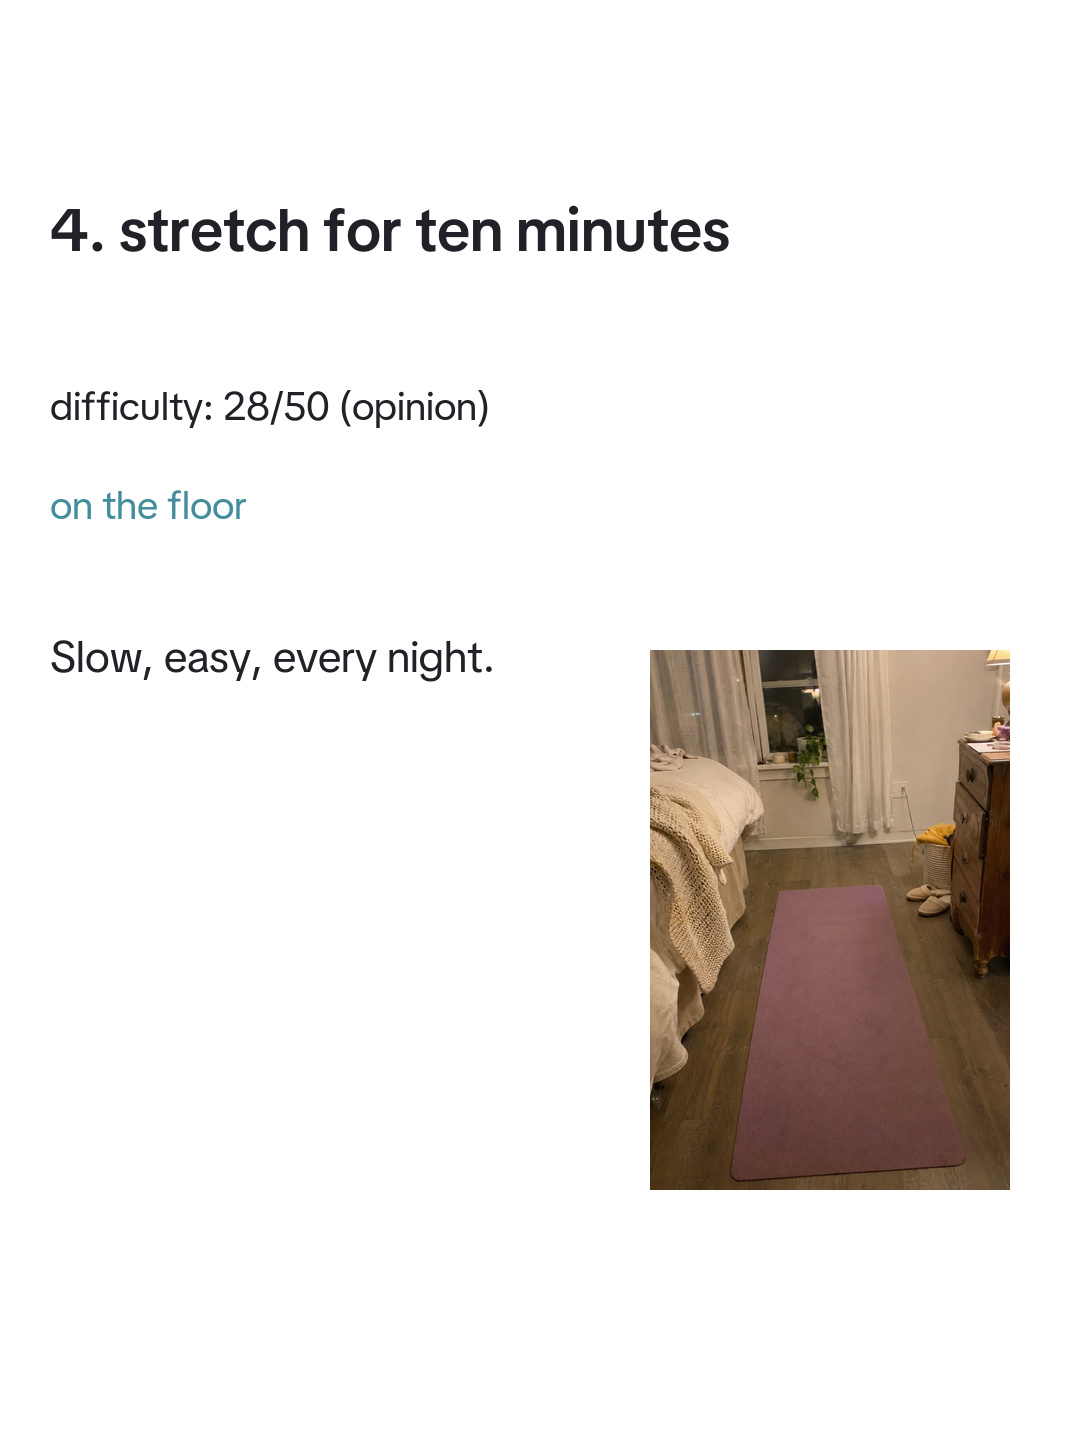 4. stretch for ten minutes
difficulty: 28/50 (opinion)
on the floor
Slow, easy, every night.